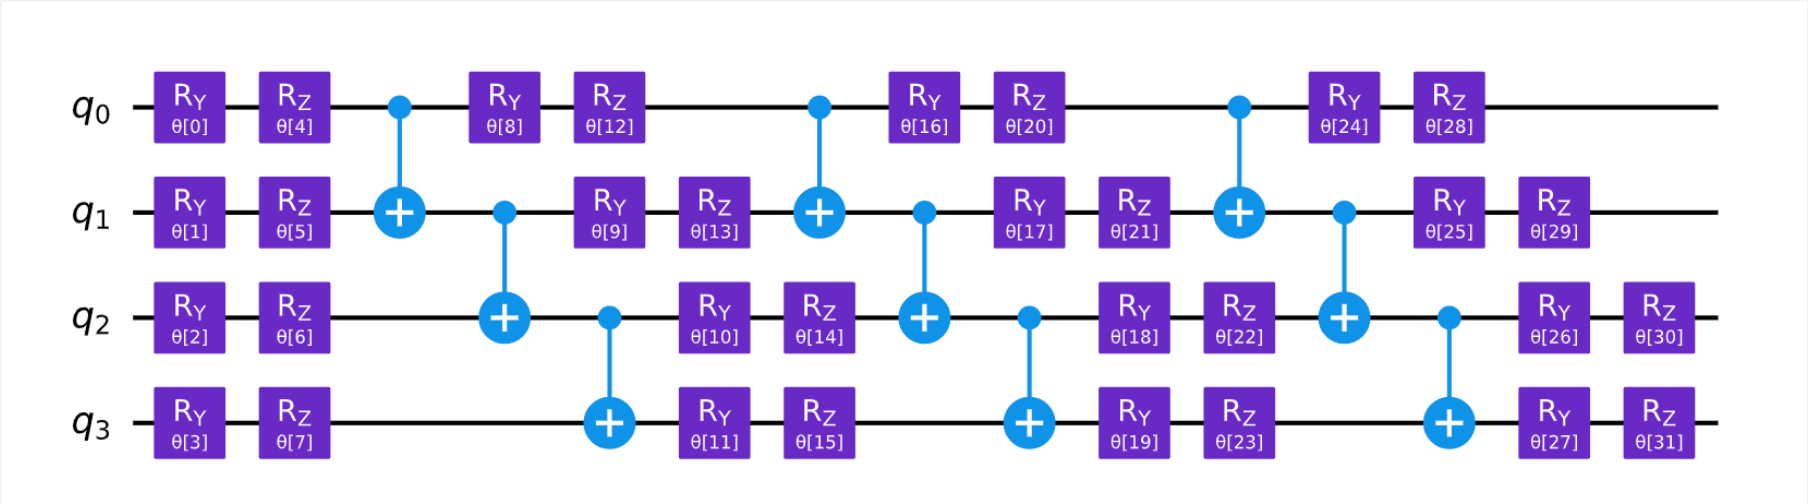 q0 RY θ[0] RZ θ[4] RY θ[8] RZ θ[12] RY θ[16] RZ θ[20] RY θ[24] RZ θ[28]
q1 RY θ[1] RZ θ[5] RY θ[9] RZ θ[13] RY θ[17] RZ θ[21] RY θ[25] RZ θ[29]
q2 RY θ[2] RZ θ[6] RY θ[10] RZ θ[14] RY θ[18] RZ θ[22] RY θ[26] RZ θ[30]
q3 RY θ[3] RZ θ[7] RY θ[11] RZ θ[15] RY θ[19] RZ θ[23] RY θ[27] RZ θ[31]